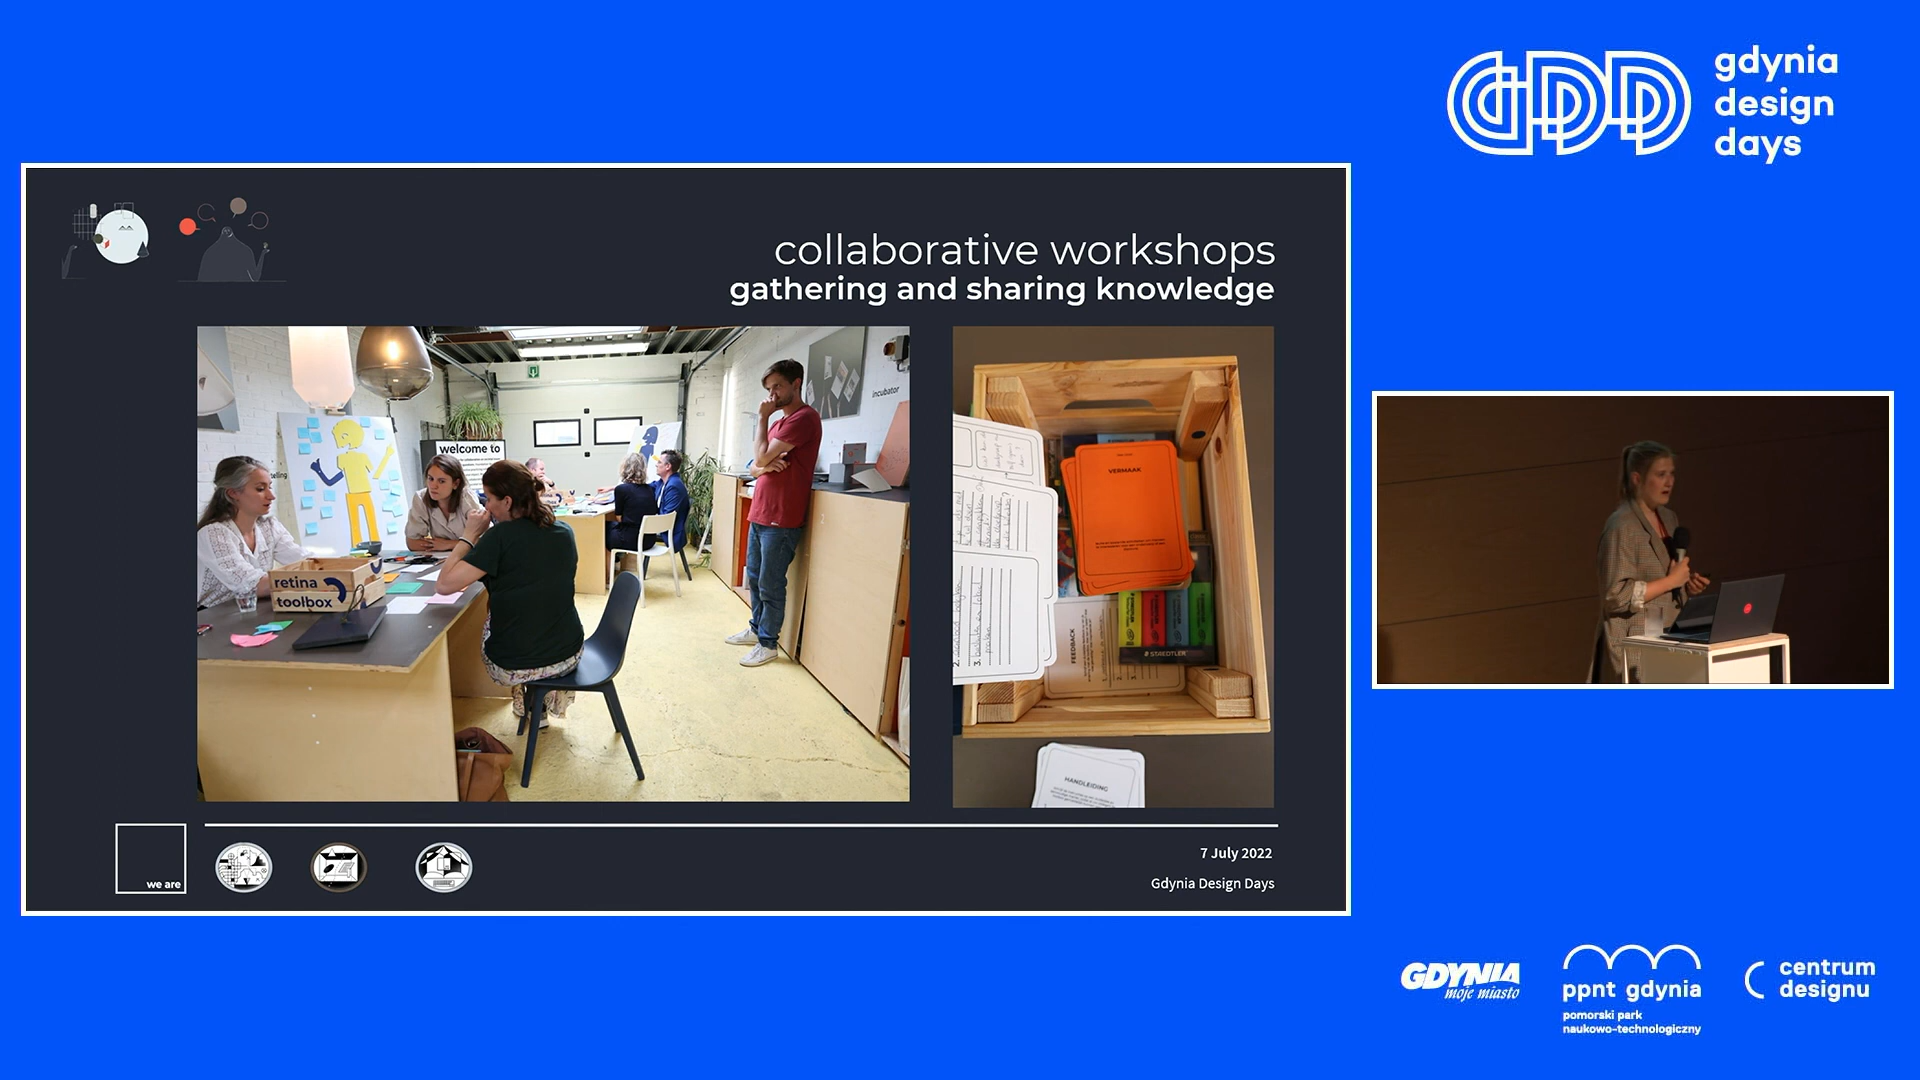 gdynia
design
days
collaborative workshops
gathering and sharing knowledge
incubator
welcome to
retina
toolbox
VERMAAK
FEEDBACK
STAEDTLER
HANDLEIDING
we are
7 July 2022
Gdynia Design Days
GDYNIA
moje miasto
ppnt gdynia
pomorski park
naukowo-technologiczny
centrum
designu